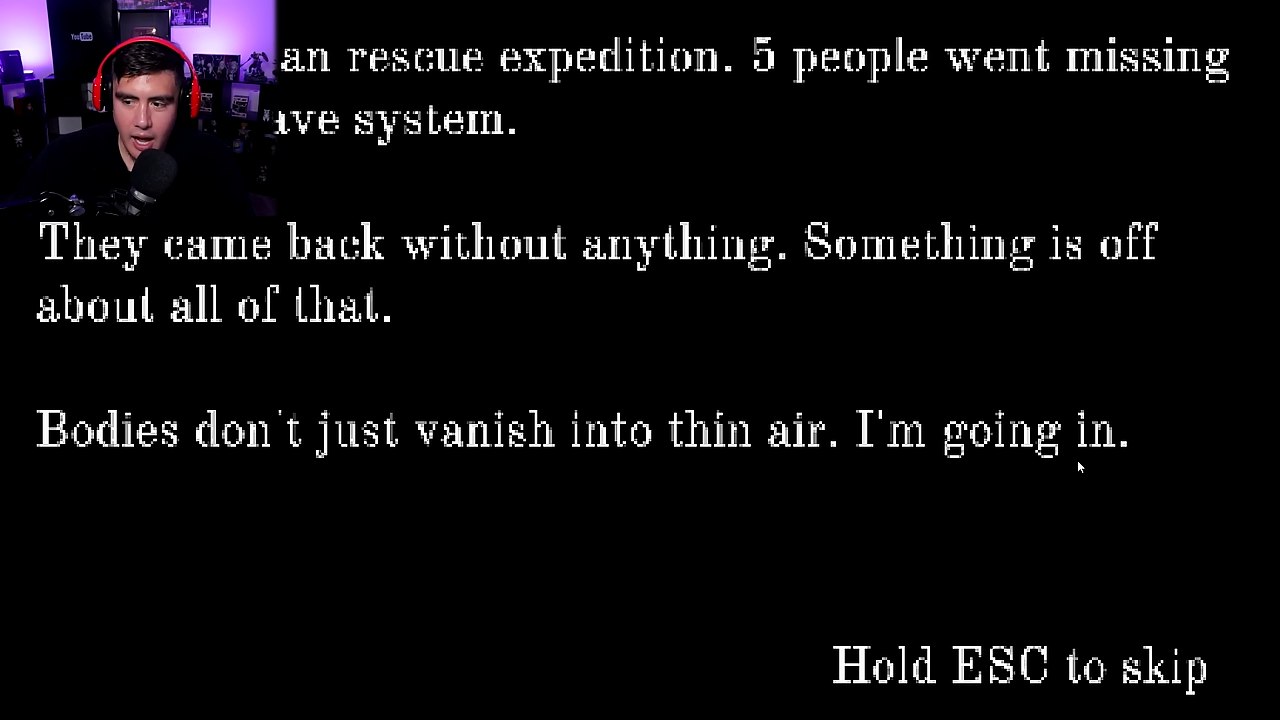 an rescue expedition. 5 people went missing
system.
They came back without anything. Something is off
about all of that.
Bodies don't just vanish into thin air. I'm going in.
Hold ESC to skip
YouTube